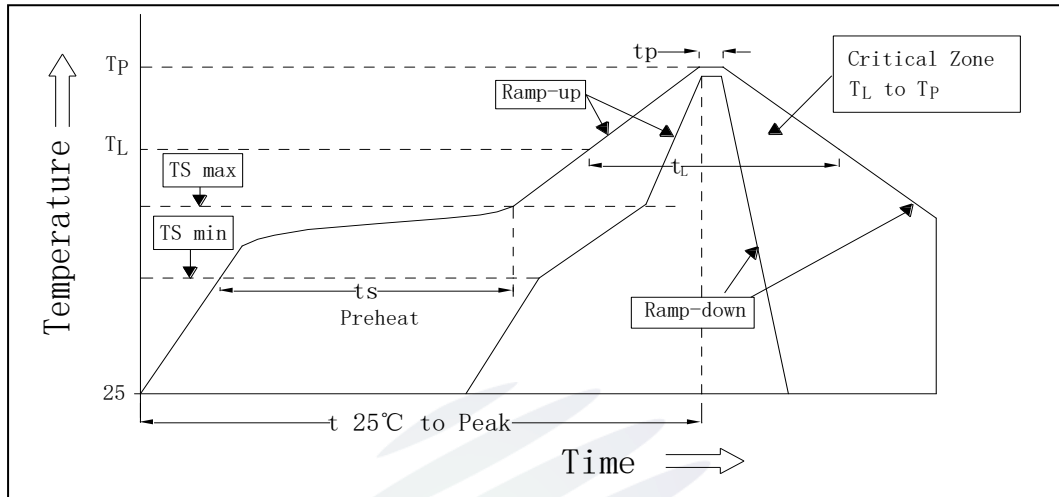 tp
TP
Critical Zone
TL to TP
Ramp-up
TL
tL
TS max
TS min
ts
Preheat
Ramp-down
25
t 25℃ to Peak
Time
Temperature